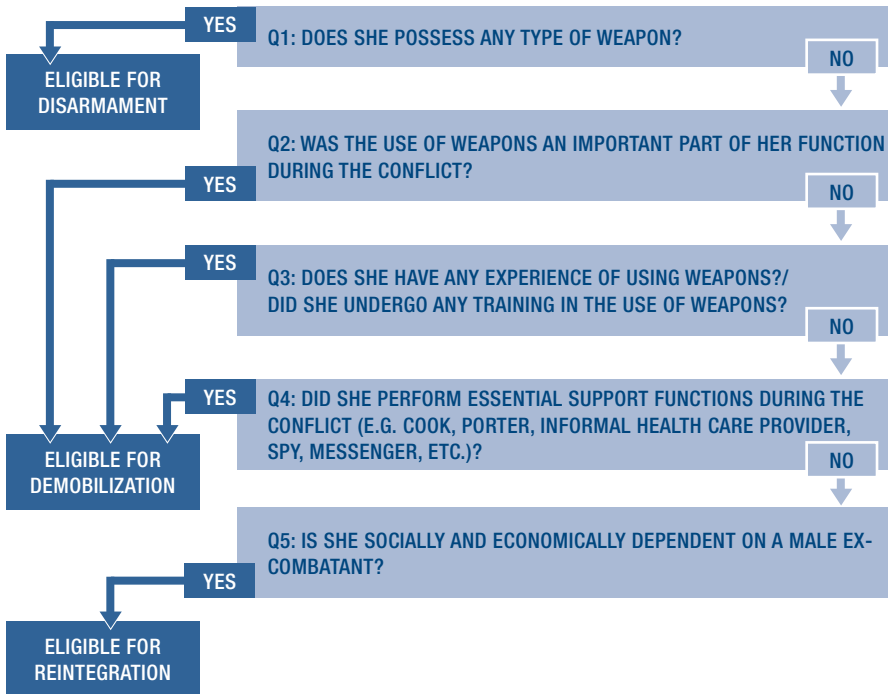 YES
Q1: DOES SHE POSSESS ANY TYPE OF WEAPON?
NO
ELIGIBLE FOR
DISARMAMENT
Q2: WAS THE USE OF WEAPONS AN IMPORTANT PART OF HER FUNCTION
DURING THE CONFLICT?
YES
NO
YES
Q3: DOES SHE HAVE ANY EXPERIENCE OF USING WEAPONS?/
DID SHE UNDERGO ANY TRAINING IN THE USE OF WEAPONS?
NO
YES
Q4: DID SHE PERFORM ESSENTIAL SUPPORT FUNCTIONS DURING THE
CONFLICT (E.G. COOK, PORTER, INFORMAL HEALTH CARE PROVIDER,
SPY, MESSENGER, ETC.)?
NO
ELIGIBLE FOR
DEMOBILIZATION
Q5: IS SHE SOCIALLY AND ECONOMICALLY DEPENDENT ON A MALE EX-
COMBATANT?
YES
ELIGIBLE FOR
REINTEGRATION